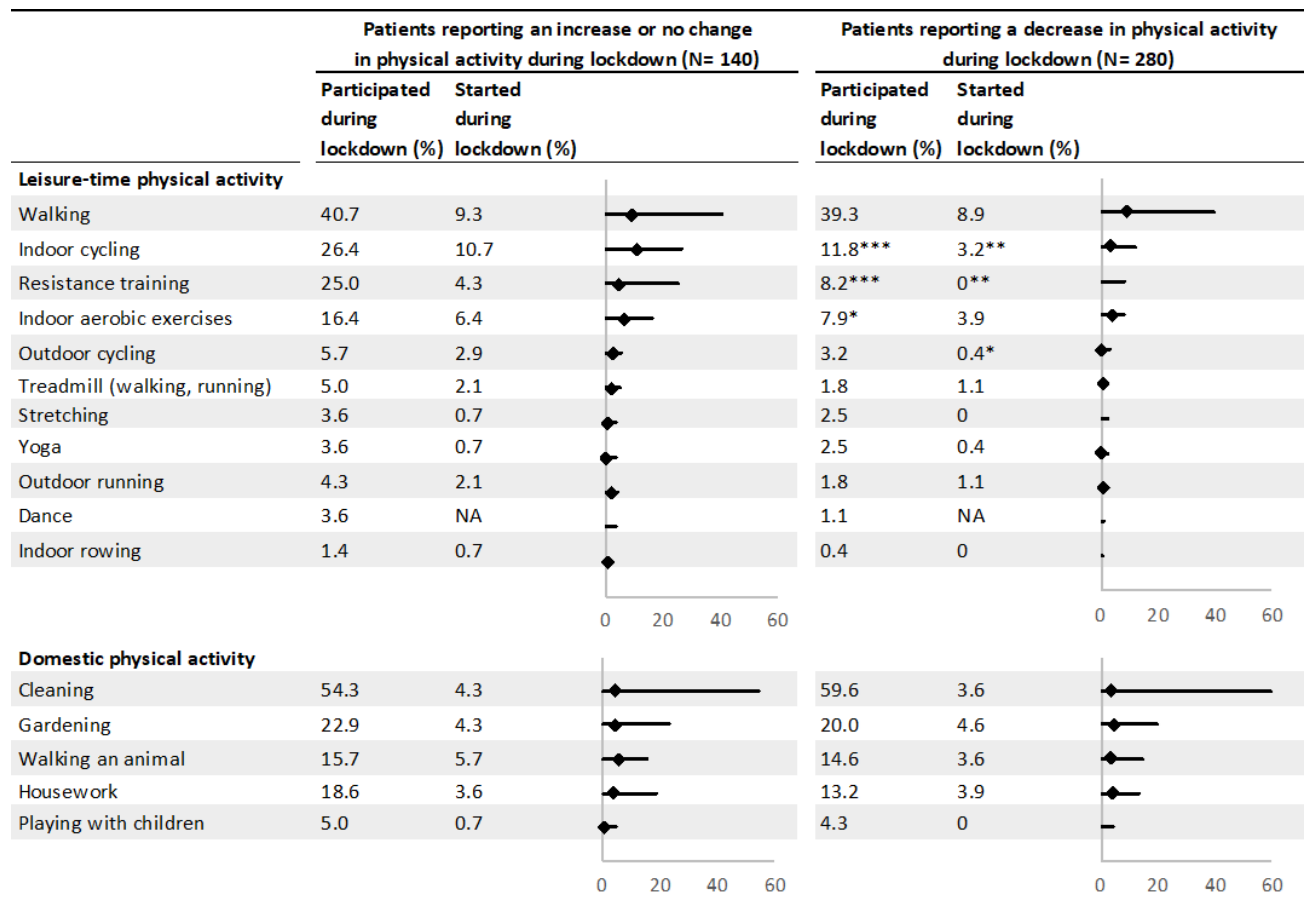 Patients reporting an increase or no change Patients reporting a decrease in physical activity
in physical activity during lockdown (N= 140) during lockdown (N= 280)
Participated Started Participated Started
during during during during
lockdown (%) lockdown (%) lockdown (%) lockdown (%)
Leisure-time physical activity
Walking 40.7 9.3 39.3 8.9
Indoor cycling 26.4 10.7 11.8*** 3.2**
Resistance training 25.0 4.3 8.2*** 0**
Indoor aerobic exercises 16.4 6.4 7.9* 3.9
Outdoor cycling 5.7 2.9 3.2 0.4*
Treadmill (walking, running) 5.0 2.1 1.8 1.1
Stretching 3.6 0.7 2.5 0
Yoga 3.6 0.7 2.5 0.4
Outdoor running 4.3 2.1 1.8 1.1
Dance 3.6 NA 1.1 NA
Indoor rowing 1.4 0.7 0.4 0
0 20 40 60 0 20 40 60
Domestic physical activity
Cleaning 54.3 4.3 59.6 3.6
Gardening 22.9 4.3 20.0 4.6
Walking an animal 15.7 5.7 14.6 3.6
Housework 18.6 3.6 13.2 3.9
Playing with children 5.0 0.7 4.3 0
0 20 40 60 0 20 40 60